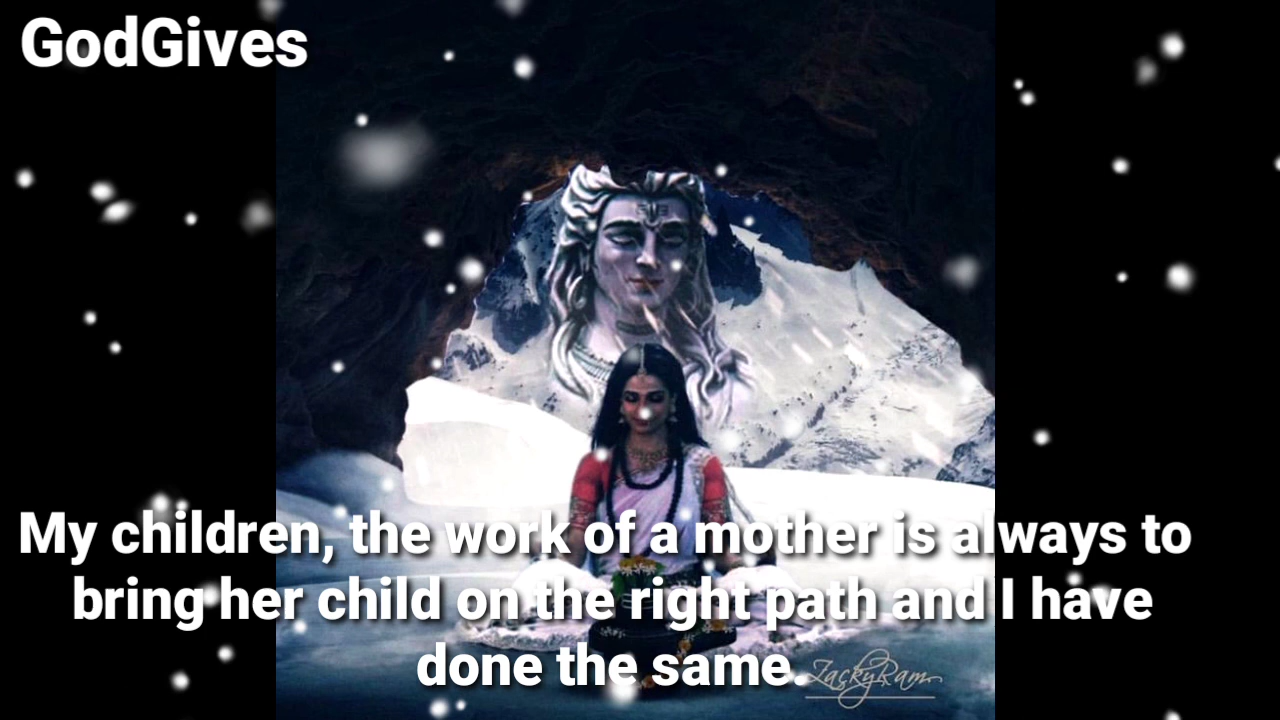 GodGives
My children, the work of a mother is always to
bring her child on the right path and I have
done the same.
ZackyRam